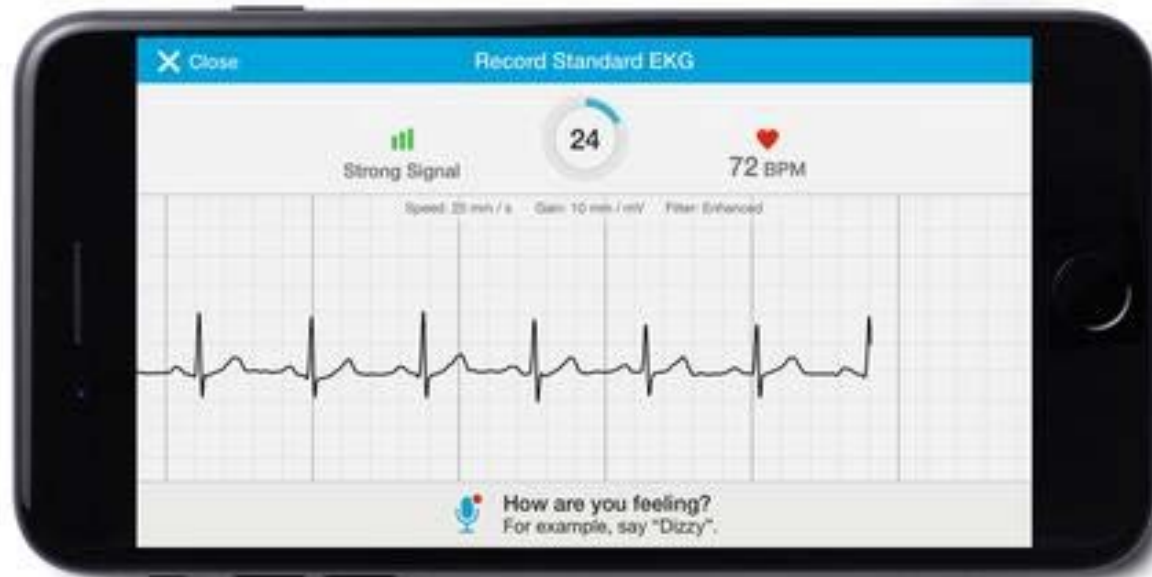 Close
Record Standard EKG
24
Strong Signal
72 BPM
Speed: 25 mm / s Gain: 10 mm / mV Filter: Enhanced
How are you feeling?
For example, say “Dizzy”.